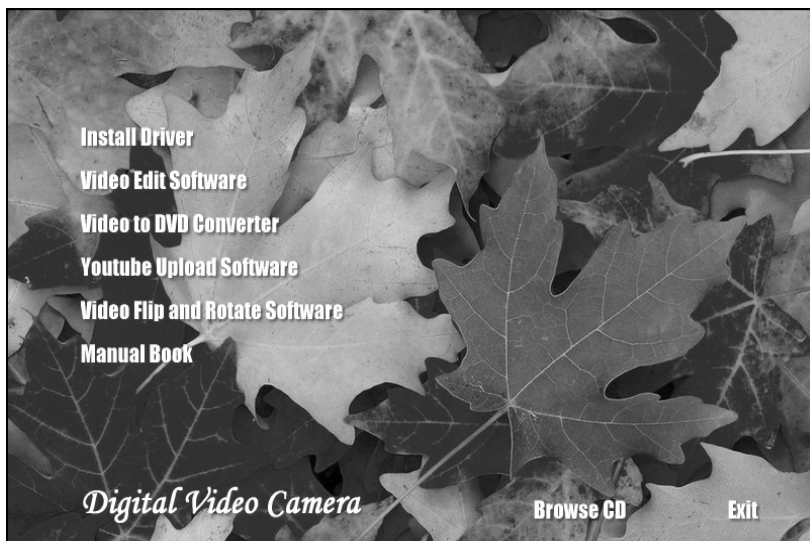 Install Driver
Video Edit Software
Video to DVD Converter
Youtube Upload Software
Video Flip and Rotate Software
Manual Book
Digital Video Camera
Browse CD
Exit